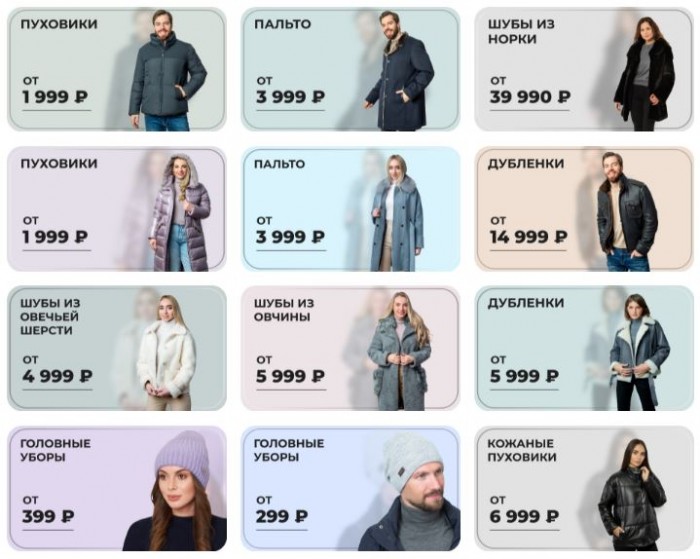 ПУХОВИКИ
ОТ
1 999 ₽
ПАЛЬТО
ОТ
3 999 ₽
ШУБЫ ИЗ
НОРКИ
ОТ
39 990 ₽
ПУХОВИКИ
ОТ
1 999 ₽
ПАЛЬТО
ОТ
3 999 ₽
ДУБЛЕНКИ
ОТ
14 999 ₽
ШУБЫ ИЗ
ОВЕЧЬЕЙ
ШЕРСТИ
ОТ
4 999 ₽
ШУБЫ ИЗ
ОВЧИНЫ
ОТ
5 999 ₽
ДУБЛЕНКИ
ОТ
5 999 ₽
ГОЛОВНЫЕ
УБОРЫ
ОТ
399 ₽
ГОЛОВНЫЕ
УБОРЫ
ОТ
299 ₽
КОЖАНЫЕ
ПУХОВИКИ
ОТ
6 999 ₽